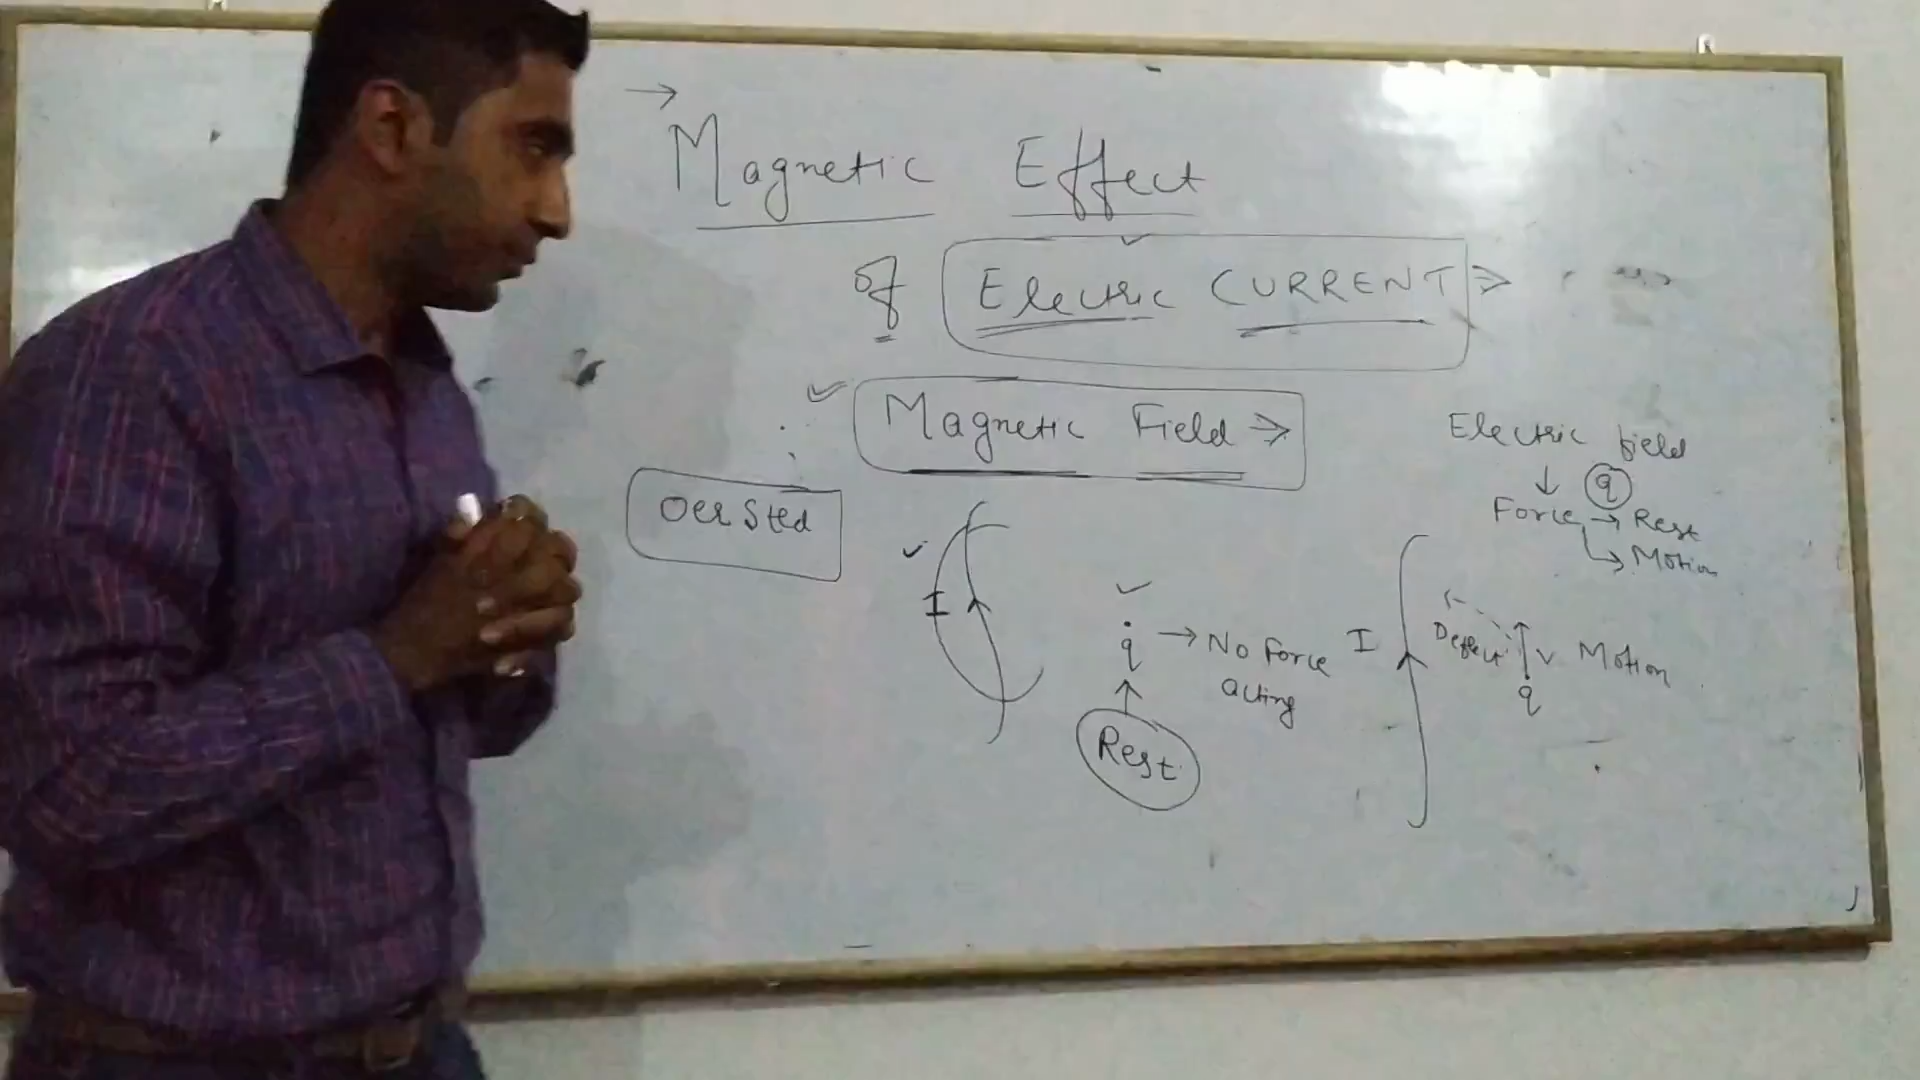 → Magnetic Effect
of Electric CURRENT ⇒
✓ Magnetic Field ⇒
Oersted
✓ I
✓
q → No Force
acting
↑
Rest
Electric field
↓ q
Force → Rest
↳ Motion
I Deflect v Motion
q